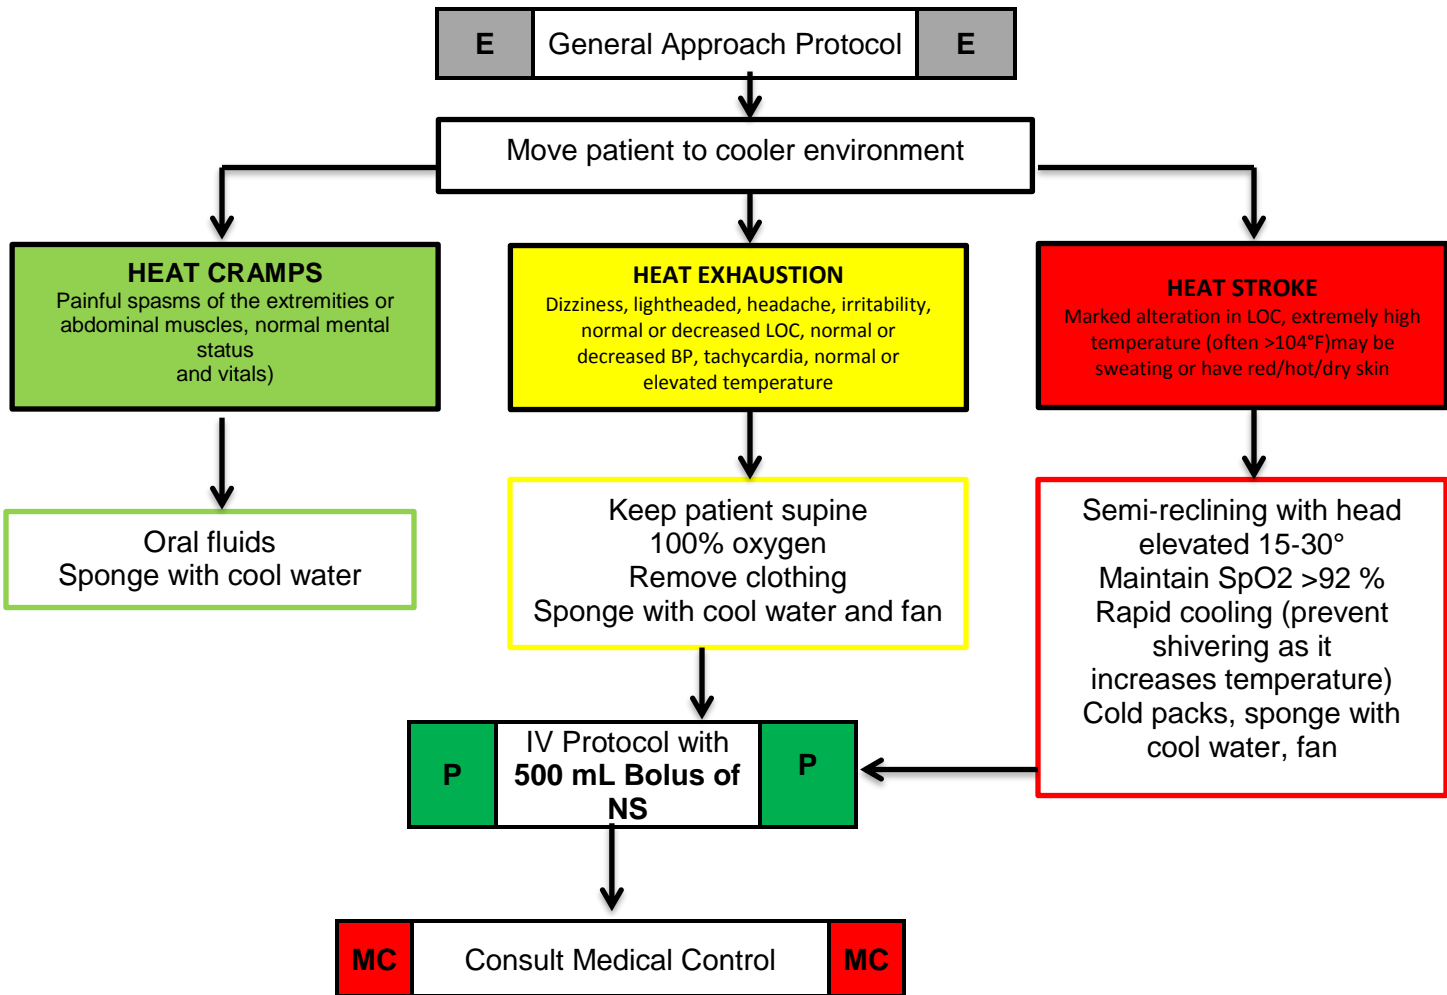 E General Approach Protocol E
Move patient to cooler environment
HEAT CRAMPS
Painful spasms of the extremities or
abdominal muscles, normal mental
status
and vitals)
HEAT EXHAUSTION
Dizziness, lightheaded, headache, irritability,
normal or decreased LOC, normal or
decreased BP, tachycardia, normal or
elevated temperature
HEAT STROKE
Marked alteration in LOC, extremely high
temperature (often >104°F)may be
sweating or have red/hot/dry skin
Oral fluids
Sponge with cool water
Keep patient supine
100% oxygen
Remove clothing
Sponge with cool water and fan
Semi-reclining with head
elevated 15-30°
Maintain SpO2 >92 %
Rapid cooling (prevent
shivering as it
increases temperature)
Cold packs, sponge with
cool water, fan
P
IV Protocol with
500 mL Bolus of
NS
P
MC Consult Medical Control MC